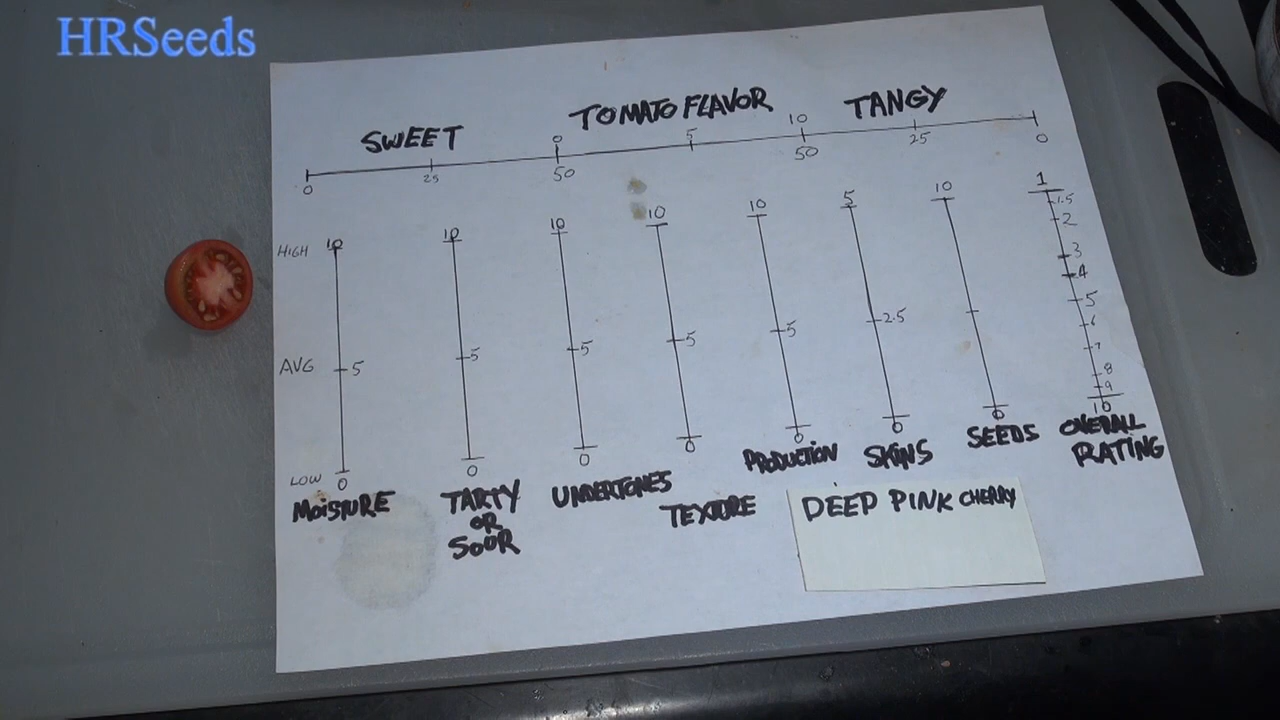 HRSeeds
SWEET TOMATO FLAVOR TANGY
0 10
5
0 25 50 50 25 0
10 10 10 10 10 5 10 1
HIGH
1.5
2
3
4
AVG 5 5 5 5 5 2.5 5
6
7
8
9
LOW 0 0 0 0 0 0 0 10
MOISTURE
TARTY
OR
SOUR
UNDERTONES
TEXTURE
PRODUCTION
SKINS
SEEDS
OVERALL
RATING
DEEP PINK CHERRY